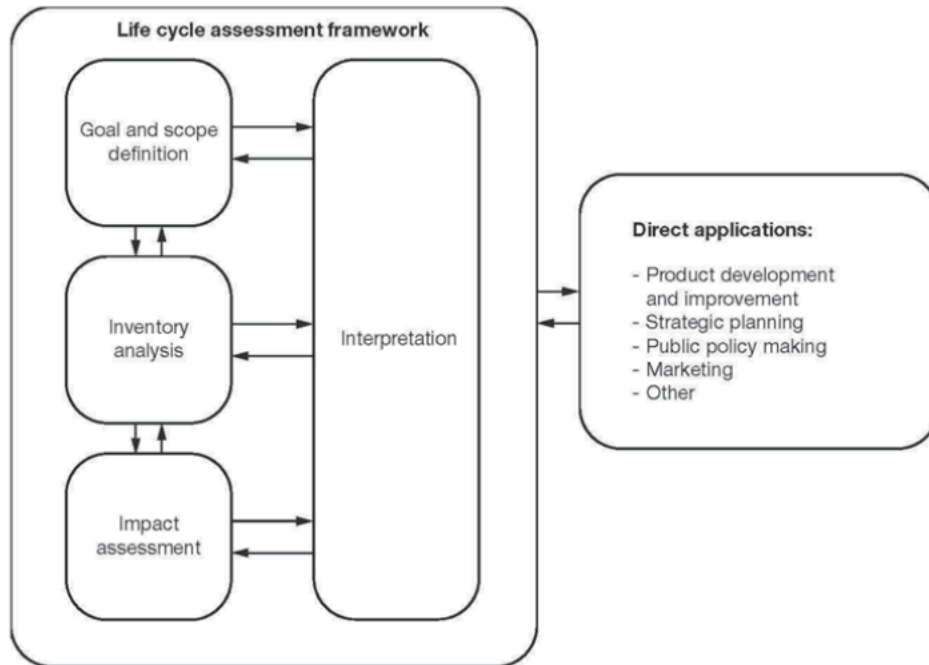 Life cycle assessment framework
Goal and scope
definition
Inventory
analysis
Impact
assessment
Interpretation
Direct applications:
- Product development
and improvement
- Strategic planning
- Public policy making
- Marketing
- Other